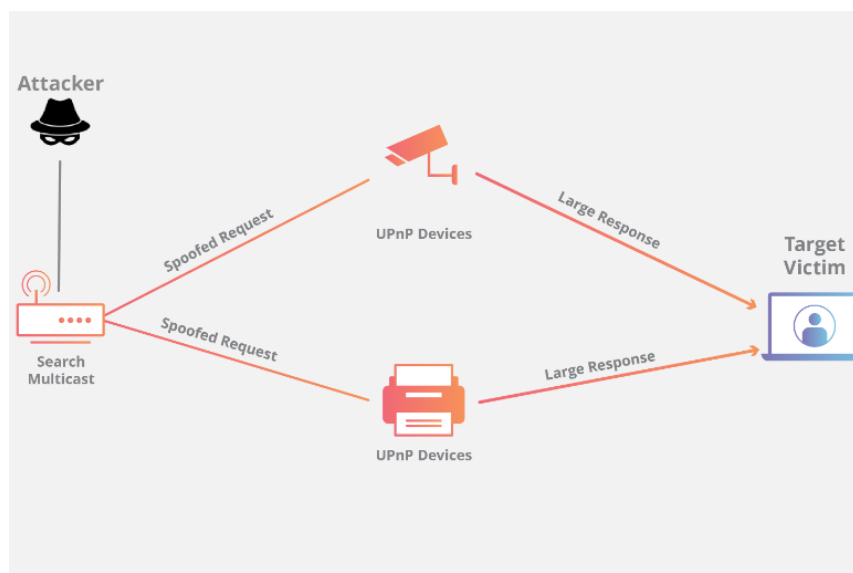 Attacker
Spoofed Request
Large Response
UPnP Devices
Target
Victim
Spoofed Request
Large Response
Search
Multicast
UPnP Devices